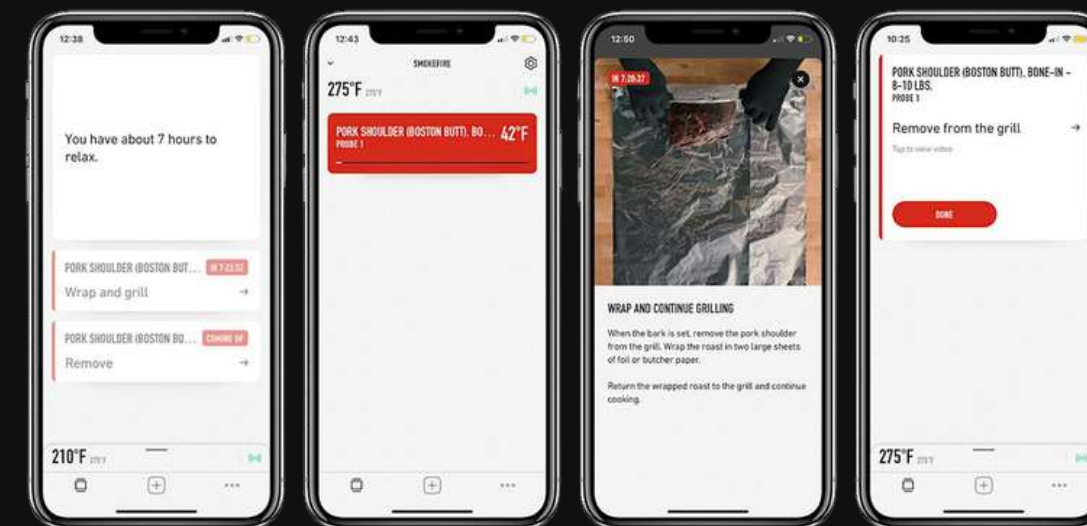 12:38
You have about 7 hours to
relax.
PORK SHOULDER (BOSTON BUT...
Wrap and grill
PORK SHOULDER (BOSTON BU... COMING UP
Remove
210°F 275°F
12:43
SMOKEFIRE
275°F 275°F
PORK SHOULDER (BOSTON BUTT), BO... 42°F
PROBE 1
12:50
IN 7:20:37
WRAP AND CONTINUE GRILLING
When the bark is set, remove the pork shoulder
from the grill. Wrap the roast in two large sheets
of foil or butcher paper.
Return the wrapped roast to the grill and continue
cooking.
10:25
PORK SHOULDER (BOSTON BUTT), BONE-IN –
8-10 LBS.
PROBE 1
Remove from the grill
Tap to view video
DONE
275°F 275°F